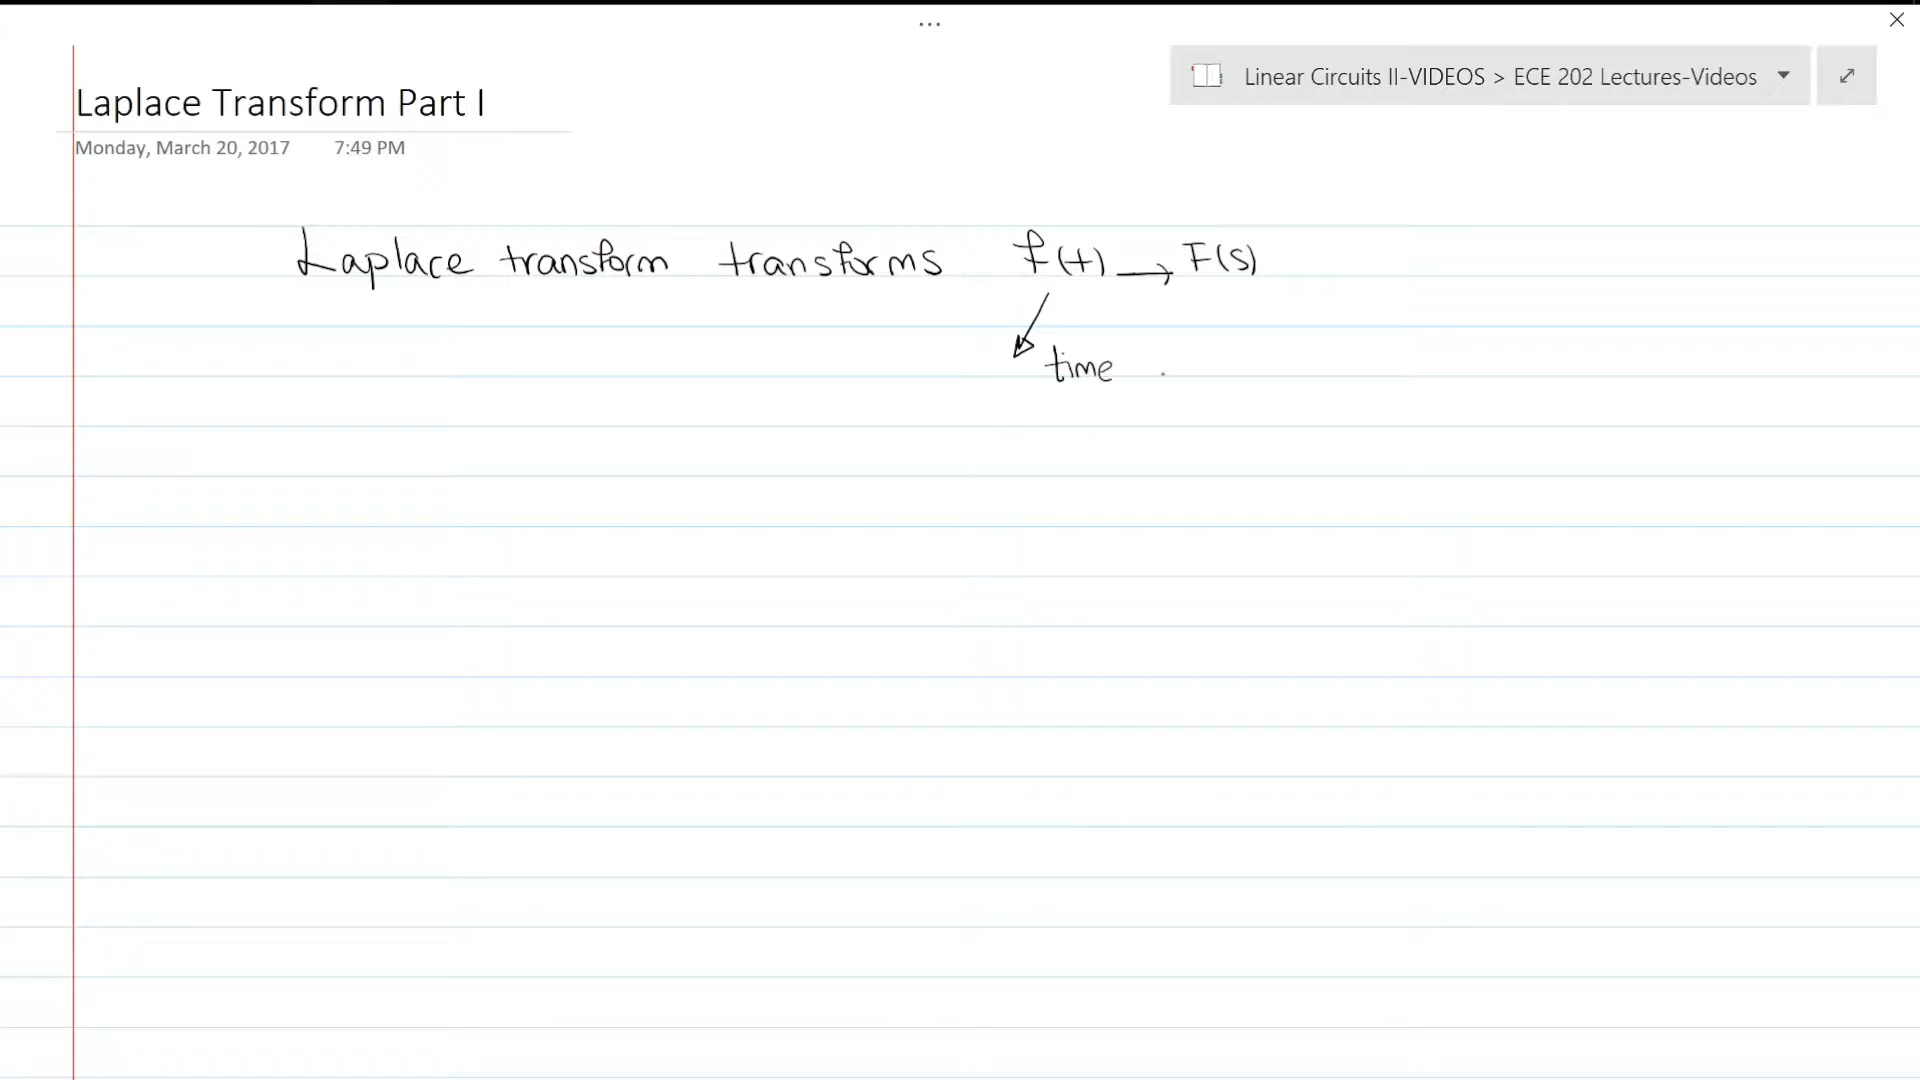 Linear Circuits II-VIDEOS > ECE 202 Lectures-Videos
Laplace Transform Part I
Monday, March 20, 2017 7:49 PM
Laplace transform transforms f(t) → F(s)
time